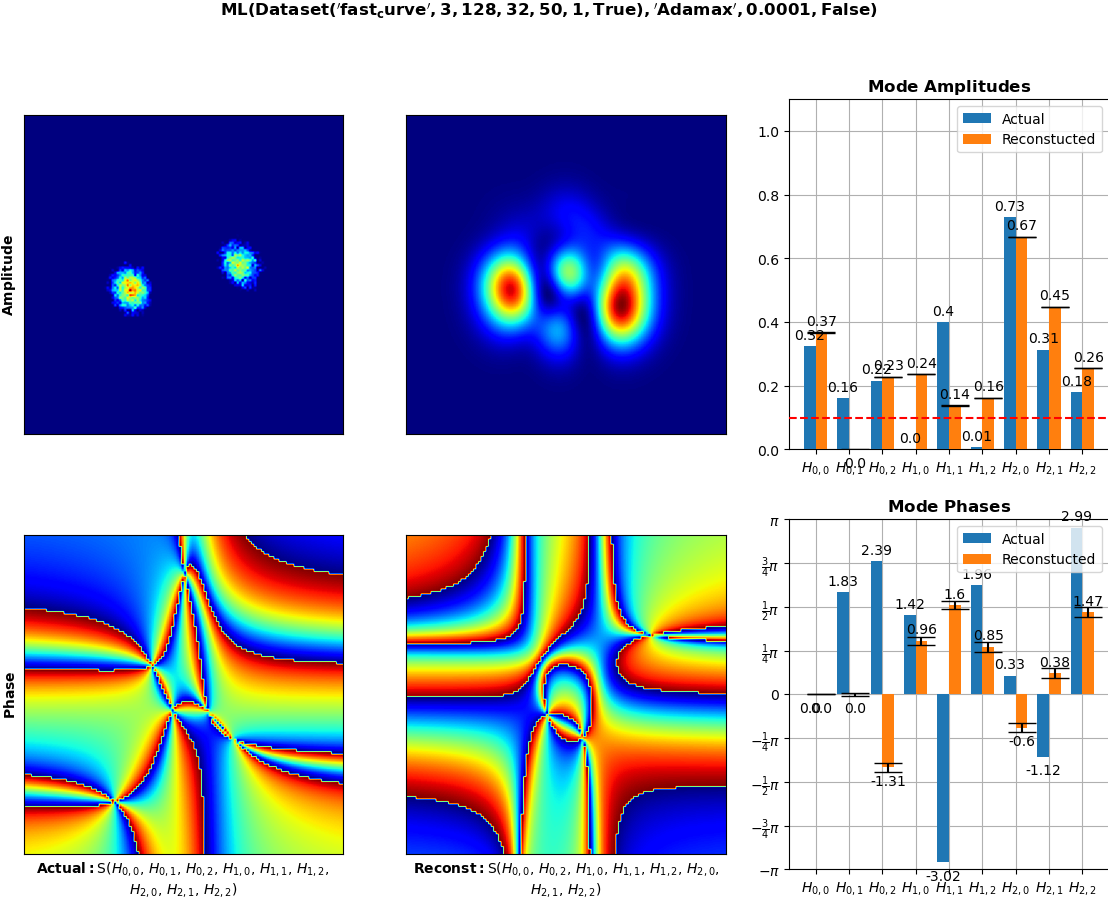 ML(Dataset('fast_curve', 3, 128, 32, 50, 1, True), 'Adamax', 0.0001, False)
Amplitude
Mode Amplitudes
Actual
Reconstucted
1.0
0.8
0.6
0.4
0.2
0.0
0.32 0.37 0.16 0.0 0.22 0.23 0.0 0.24 0.4 0.14 0.01 0.16 0.73 0.67 0.31 0.45 0.18 0.26
H0,0 H0,1 H0,2 H1,0 H1,1 H1,2 H2,0 H2,1 H2,2
Phase
Actual: S(H0,0, H0,1, H0,2, H1,0, H1,1, H1,2,
H2,0, H2,1, H2,2)
Reconst: S(H0,0, H0,2, H1,0, H1,1, H1,2, H2,0,
H2,1, H2,2)
Mode Phases
Actual
Reconstucted
π
3/4π
1/2π
1/4π
0
−1/4π
−1/2π
−3/4π
−π
0.0 0.0 1.83 0.0 2.39 -1.31 1.42 0.96 -3.02 1.6 1.96 0.85 0.33 -0.6 -1.12 0.38 2.99 1.47
H0,0 H0,1 H0,2 H1,0 H1,1 H1,2 H2,0 H2,1 H2,2